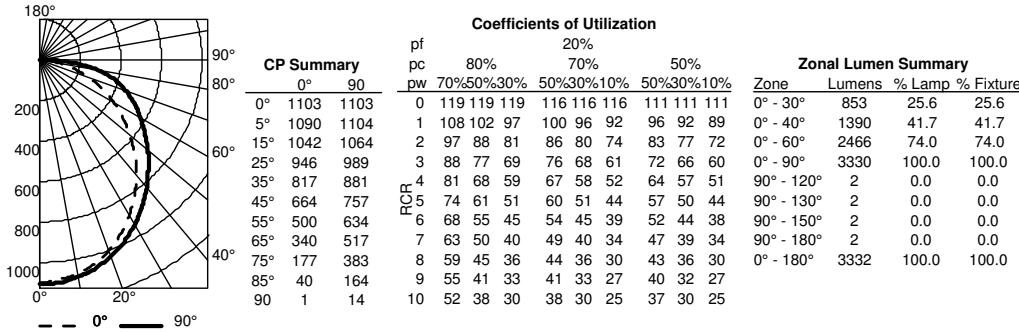 180°
90°
80°
200
400
60°
600
800
40°
1000
0° 20°
0° 90°
CP Summary
0° 90
0° 1103 1103
5° 1090 1104
15° 1042 1064
25° 946 989
35° 817 881
45° 664 757
55° 500 634
65° 340 517
75° 177 383
85° 40 164
90 1 14
Coefficients of Utilization
pf 20%
pc 80% 70% 50%
pw 70%50%30% 50%30%10% 50%30%10%
RCR
0 119 119 119 116 116 116 111 111 111
1 108 102 97 100 96 92 96 92 89
2 97 88 81 86 80 74 83 77 72
3 88 77 69 76 68 61 72 66 60
4 81 68 59 67 58 52 64 57 51
5 74 61 51 60 51 44 57 50 44
6 68 55 45 54 45 39 52 44 38
7 63 50 40 49 40 34 47 39 34
8 59 45 36 44 36 30 43 36 30
9 55 41 33 41 33 27 40 32 27
10 52 38 30 38 30 25 37 30 25
Zonal Lumen Summary
Zone Lumens % Lamp % Fixture
0° - 30° 853 25.6 25.6
0° - 40° 1390 41.7 41.7
0° - 60° 2466 74.0 74.0
0° - 90° 3330 100.0 100.0
90° - 120° 2 0.0 0.0
90° - 130° 2 0.0 0.0
90° - 150° 2 0.0 0.0
90° - 180° 2 0.0 0.0
0° - 180° 3332 100.0 100.0